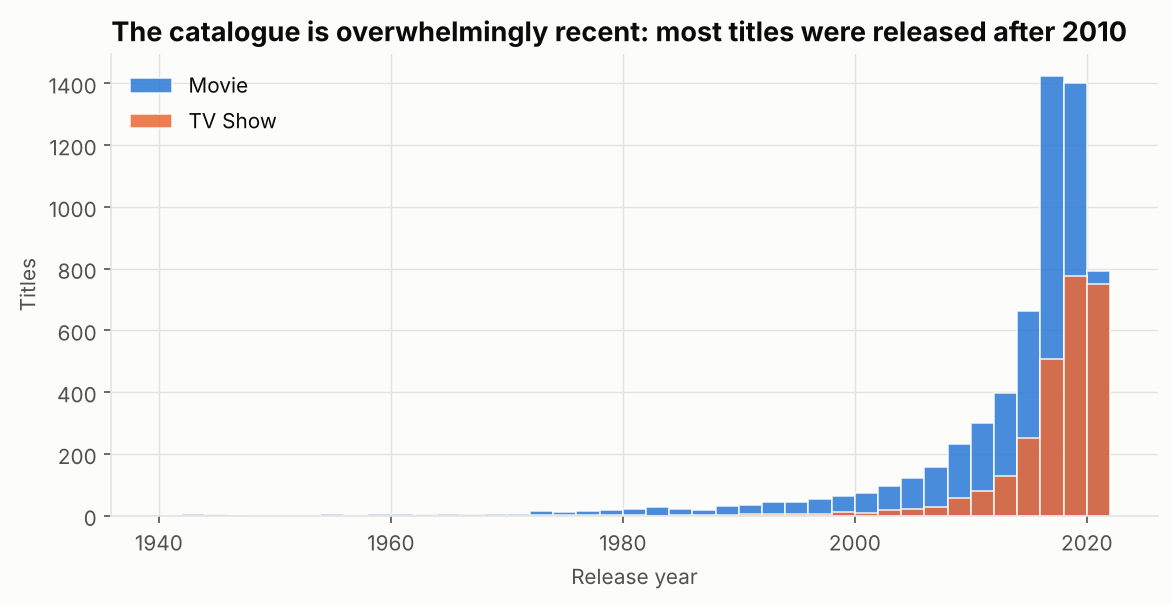 The catalogue is overwhelmingly recent: most titles were released after 2010
Movie
TV Show
1400
1200
1000
800
600
400
200
0
Titles
1940
1960
1980
2000
2020
Release year